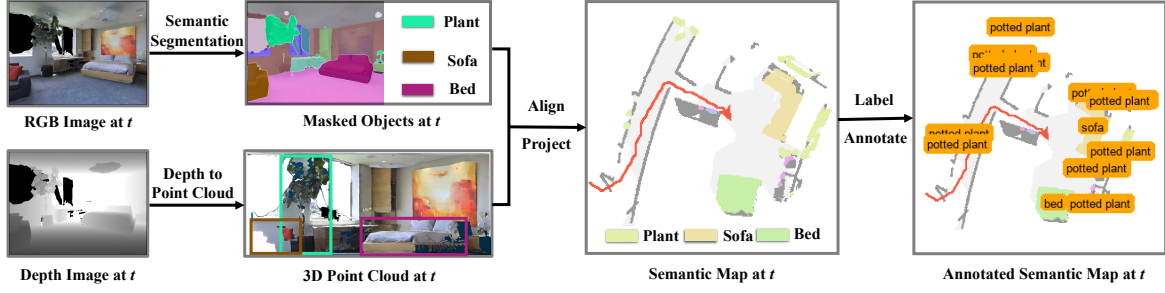 Semantic
Segmentation
RGB Image at t
Plant
Sofa
Bed
Masked Objects at t
Depth to
Point Cloud
Depth Image at t
3D Point Cloud at t
Align
Project
Plant
Sofa
Bed
Semantic Map at t
Label
Annotate
potted plant
potted plant
potted plant
potted plant
sofa
potted plant
potted plant
potted plant
bed
potted plant
Annotated Semantic Map at t